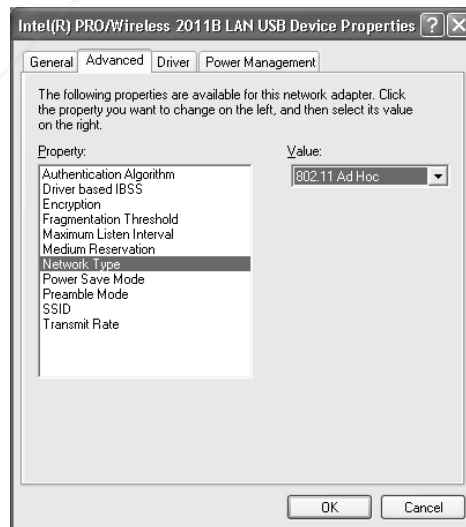 Intel(R) PRO/Wireless 2011B LAN USB Device Properties ? X
General Advanced Driver Power Management
The following properties are available for this network adapter. Click
the property you want to change on the left, and then select its value
on the right.
Property:
Value:
Authentication Algorithm
Driver based IBSS
Encryption
Fragmentation Threshold
Maximum Listen Interval
Medium Reservation
Network Type
Power Save Mode
Preamble Mode
SSID
Transmit Rate
802.11 Ad Hoc
OK Cancel